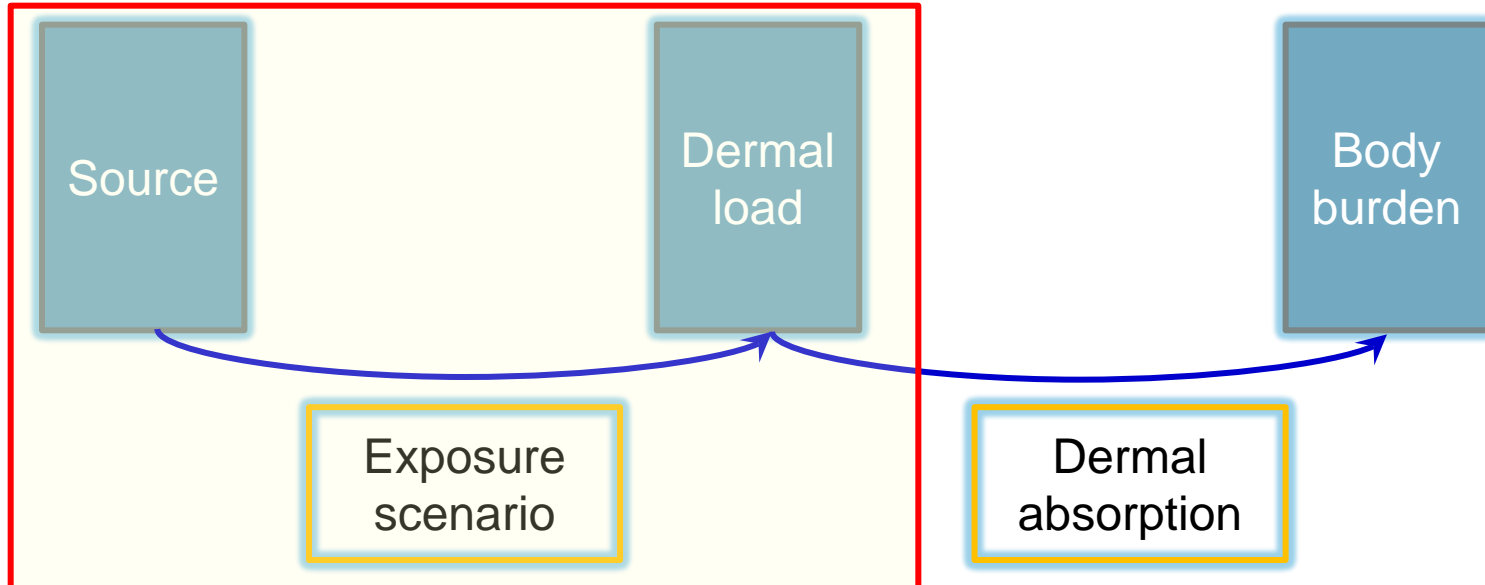 Source
Dermal
load
Body
burden
Exposure
scenario
Dermal
absorption